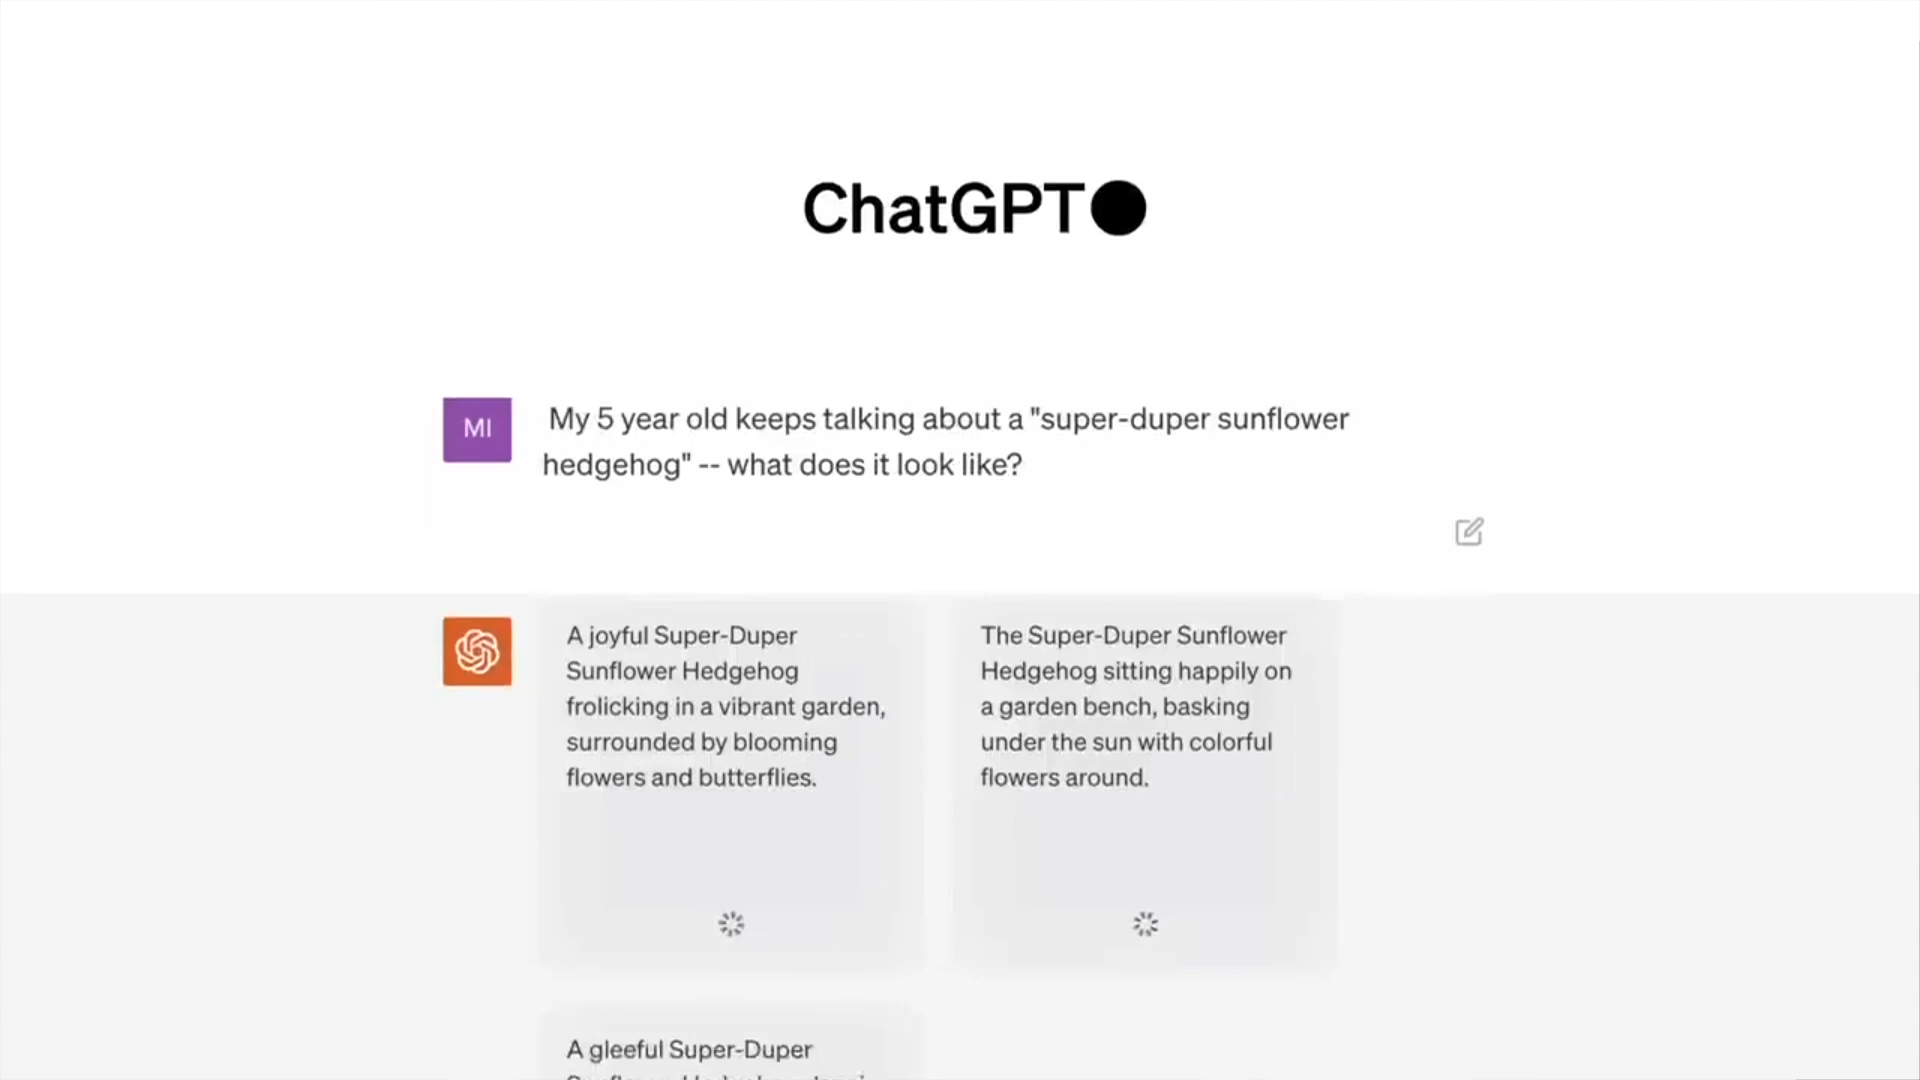 ChatGPT
MI
My 5 year old keeps talking about a "super-duper sunflower
hedgehog" -- what does it look like?
A joyful Super-Duper
Sunflower Hedgehog
frolicking in a vibrant garden,
surrounded by blooming
flowers and butterflies.
The Super-Duper Sunflower
Hedgehog sitting happily on
a garden bench, basking
under the sun with colorful
flowers around.
A gleeful Super-Duper